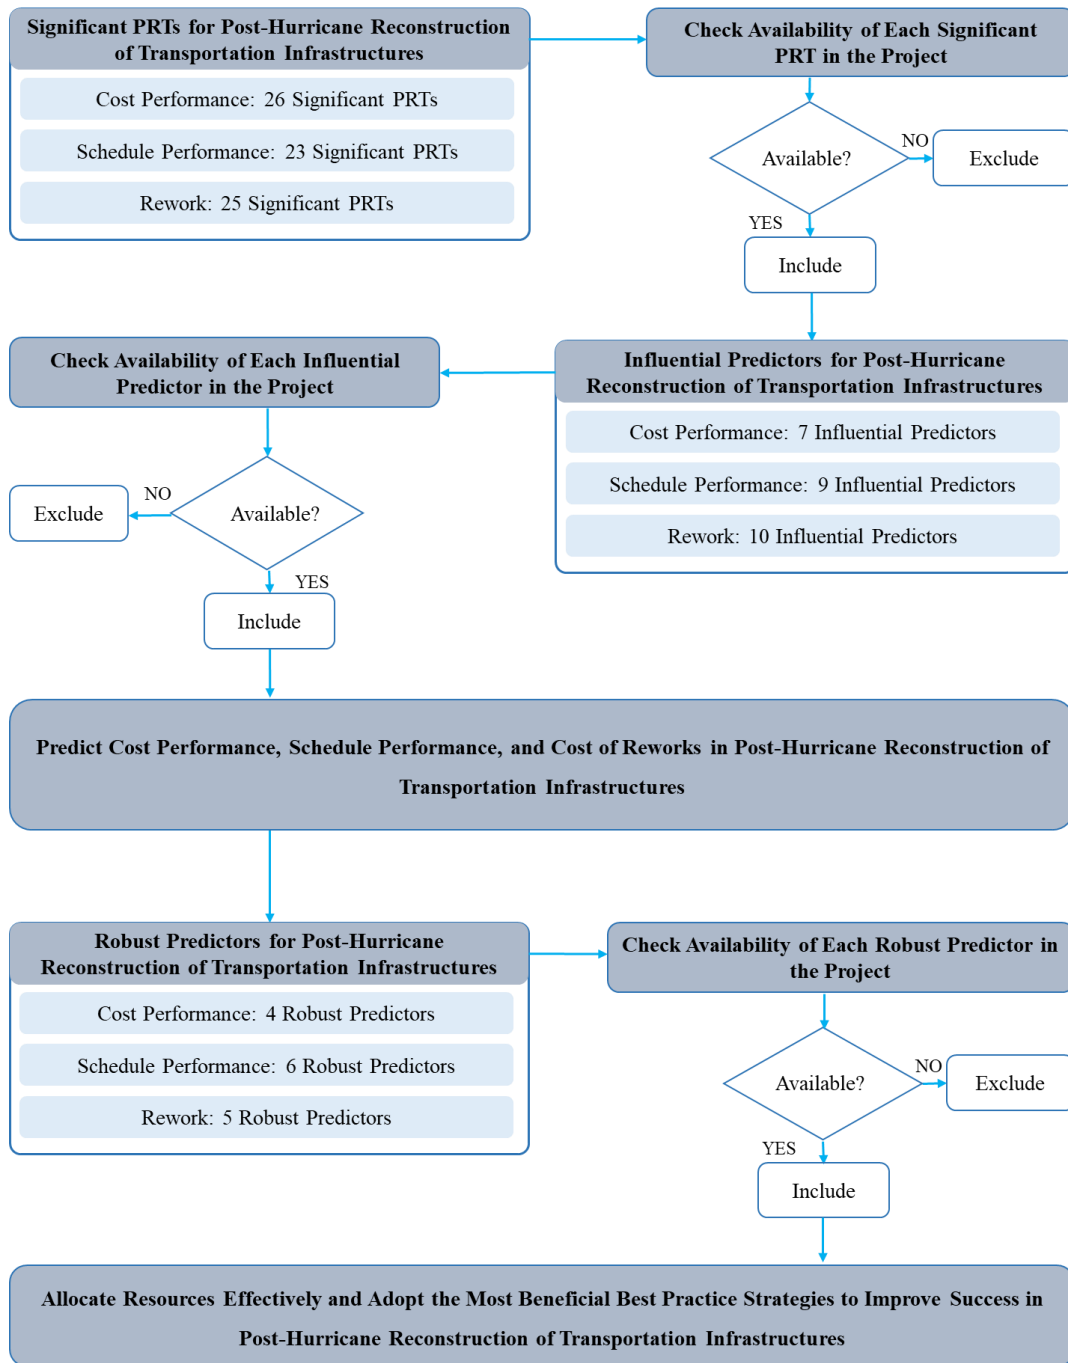 Significant PRTs for Post-Hurricane Reconstruction
of Transportation Infrastructures
Cost Performance: 26 Significant PRTs
Schedule Performance: 23 Significant PRTs
Rework: 25 Significant PRTs
Check Availability of Each Significant
PRT in the Project
Available?
NO
Exclude
YES
Include
Influential Predictors for Post-Hurricane
Reconstruction of Transportation Infrastructures
Cost Performance: 7 Influential Predictors
Schedule Performance: 9 Influential Predictors
Rework: 10 Influential Predictors
Check Availability of Each Influential
Predictor in the Project
Available?
NO
Exclude
YES
Include
Predict Cost Performance, Schedule Performance, and Cost of Reworks in Post-Hurricane Reconstruction of
Transportation Infrastructures
Robust Predictors for Post-Hurricane
Reconstruction of Transportation Infrastructures
Cost Performance: 4 Robust Predictors
Schedule Performance: 6 Robust Predictors
Rework: 5 Robust Predictors
Check Availability of Each Robust Predictor in
the Project
Available?
NO
Exclude
YES
Include
Allocate Resources Effectively and Adopt the Most Beneficial Best Practice Strategies to Improve Success in
Post-Hurricane Reconstruction of Transportation Infrastructures